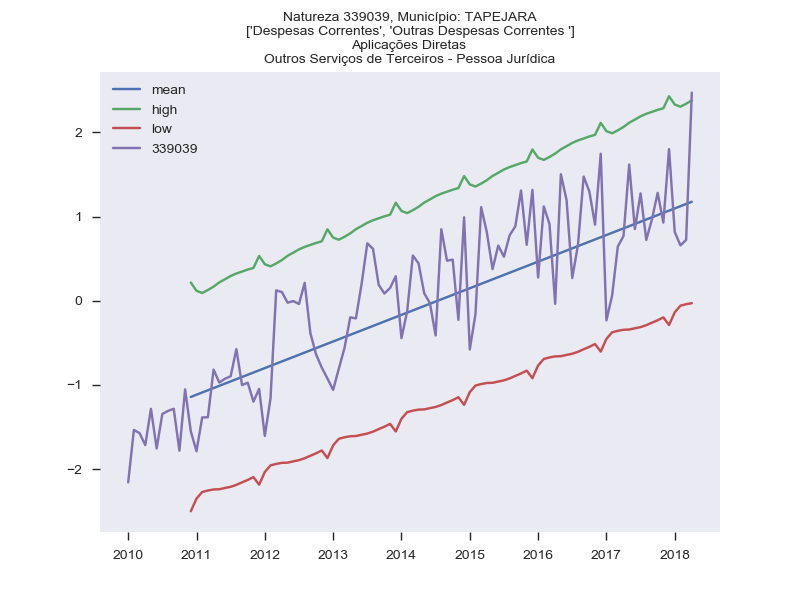 Natureza 339039, Município: TAPEJARA
['Despesas Correntes', 'Outras Despesas Correntes ']
Aplicações Diretas
Outros Serviços de Terceiros - Pessoa Jurídica
mean
high
low
339039
2
1
0
−1
−2
2010 2011 2012 2013 2014 2015 2016 2017 2018